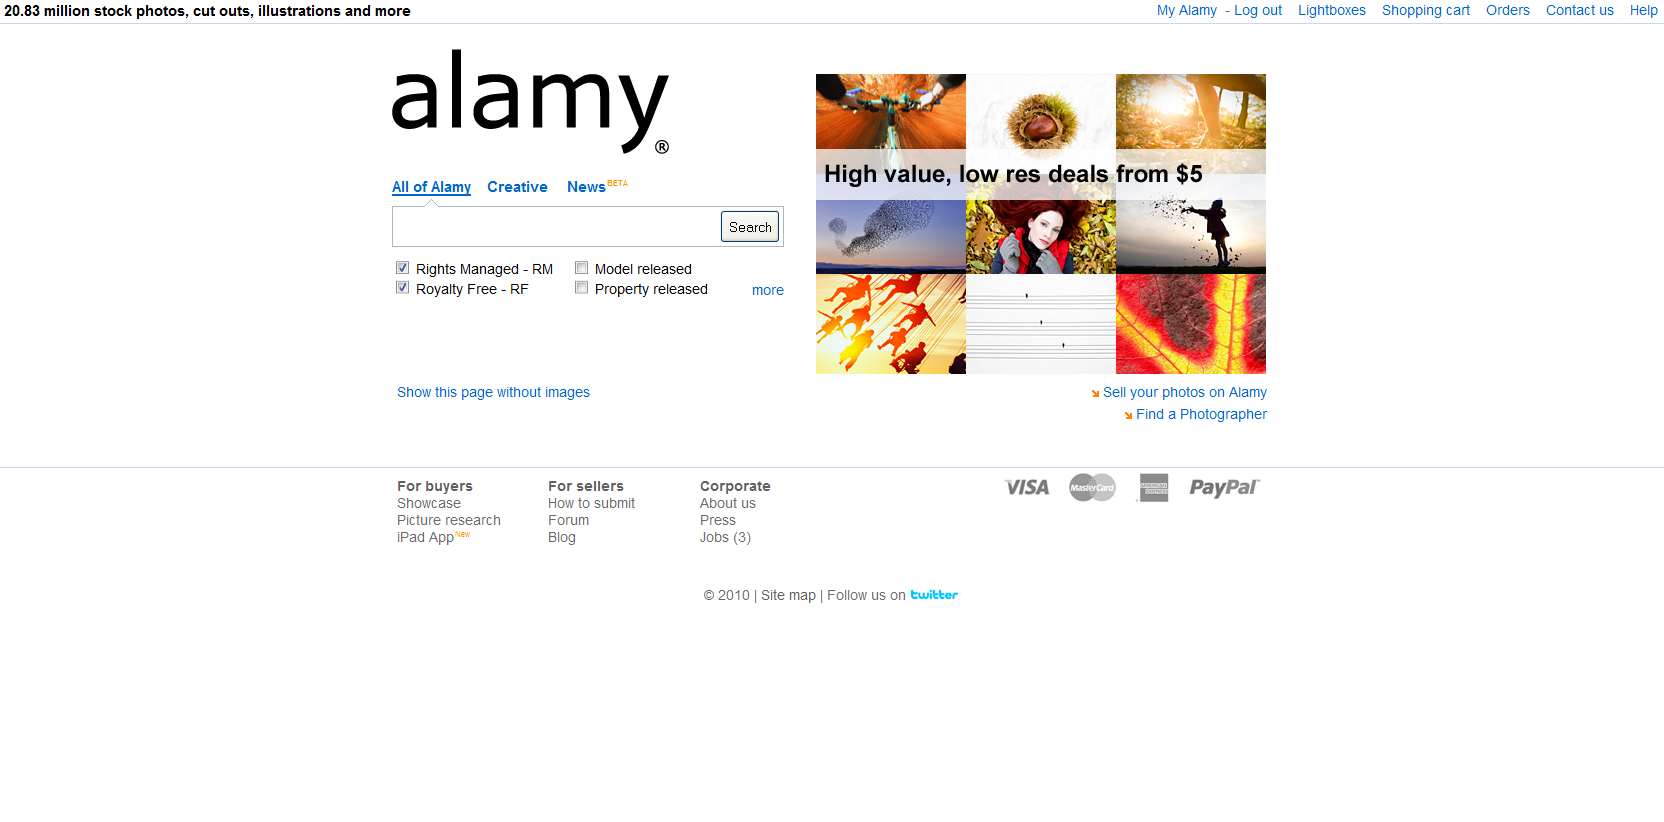 20.83 million stock photos, cut outs, illustrations and more
My Alamy - Log out Lightboxes Shopping cart Orders Contact us Help
alamy®
All of Alamy Creative News BETA
Search
High value, low res deals from $5
Rights Managed - RM Model released
Royalty Free - RF Property released more
Show this page without images
Sell your photos on Alamy
Find a Photographer
For buyers
Showcase
Picture research
iPad App New
For sellers
How to submit
Forum
Blog
Corporate
About us
Press
Jobs (3)
VISA MasterCard AMERICAN EXPRESS PayPal
© 2010 | Site map | Follow us on twitter